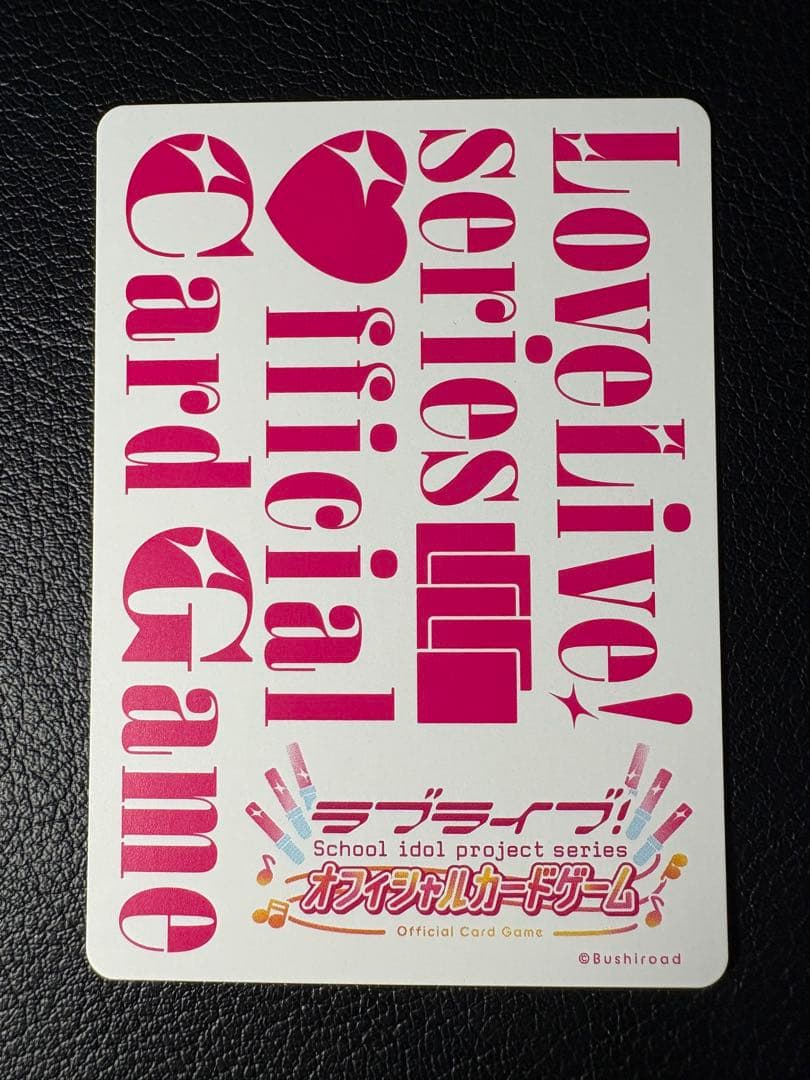 LoveLive!
series
official
Card Game
ラブライブ!
School idol project series
オフィシャルカードゲーム
Official Card Game
©Bushiroad